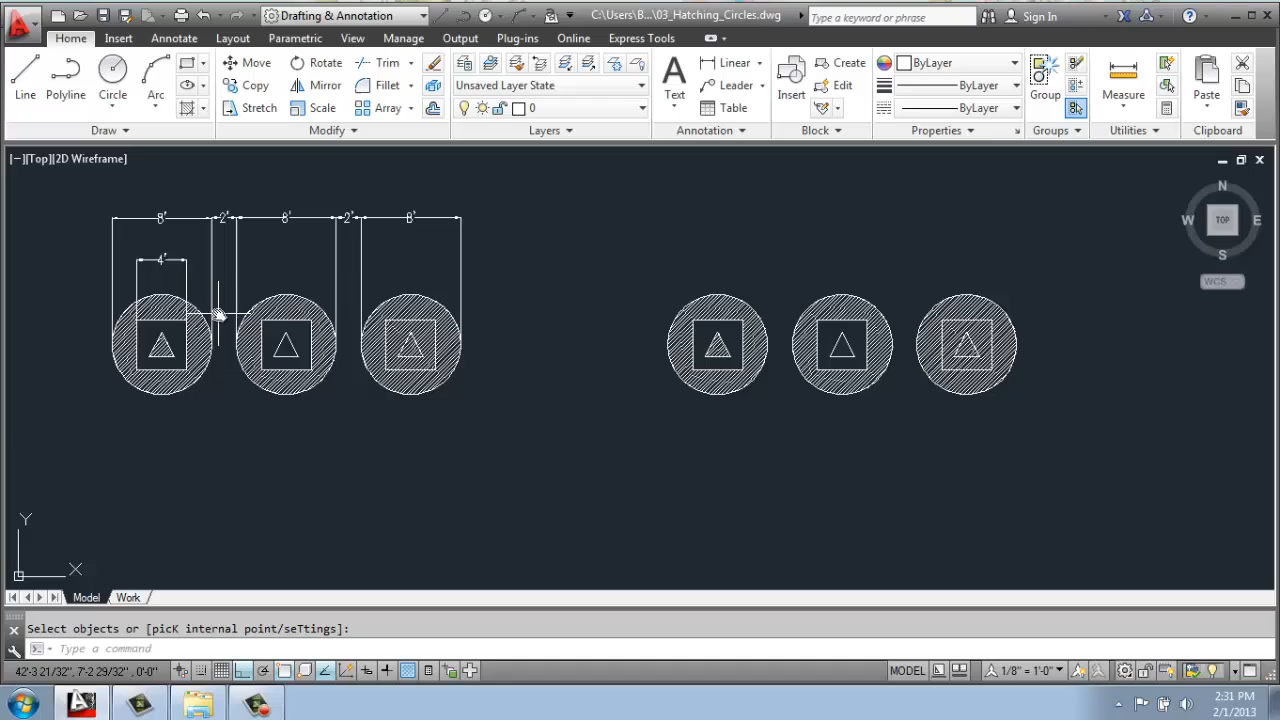 Drafting & Annotation
C:\Users\B...\03_Hatching_Circles.dwg
Type a keyword or phrase
Sign In
Home Insert Annotate Layout Parametric View Manage Output Plug-ins Online Express Tools
Line Polyline Circle Arc
Move Rotate Trim
Copy Mirror Fillet
Stretch Scale Array
Unsaved Layer State
0
Text
Linear
Leader
Table
Insert
Create
Edit
ByLayer
ByLayer
ByLayer
Group
Measure
Paste
Draw Modify Layers Annotation Block Properties Groups Utilities Clipboard
[−][Top][2D Wireframe]
N
W TOP E
S
WCS
8' 2' 8' 2' 8'
4'
Y
X
Model Work
Select objects or [picK internal point/seTtings]:
Type a command
42'-3 21/32", 7'-2 29/32", 0'-0"
MODEL
1/8" = 1'-0"
2:31 PM
2/1/2013